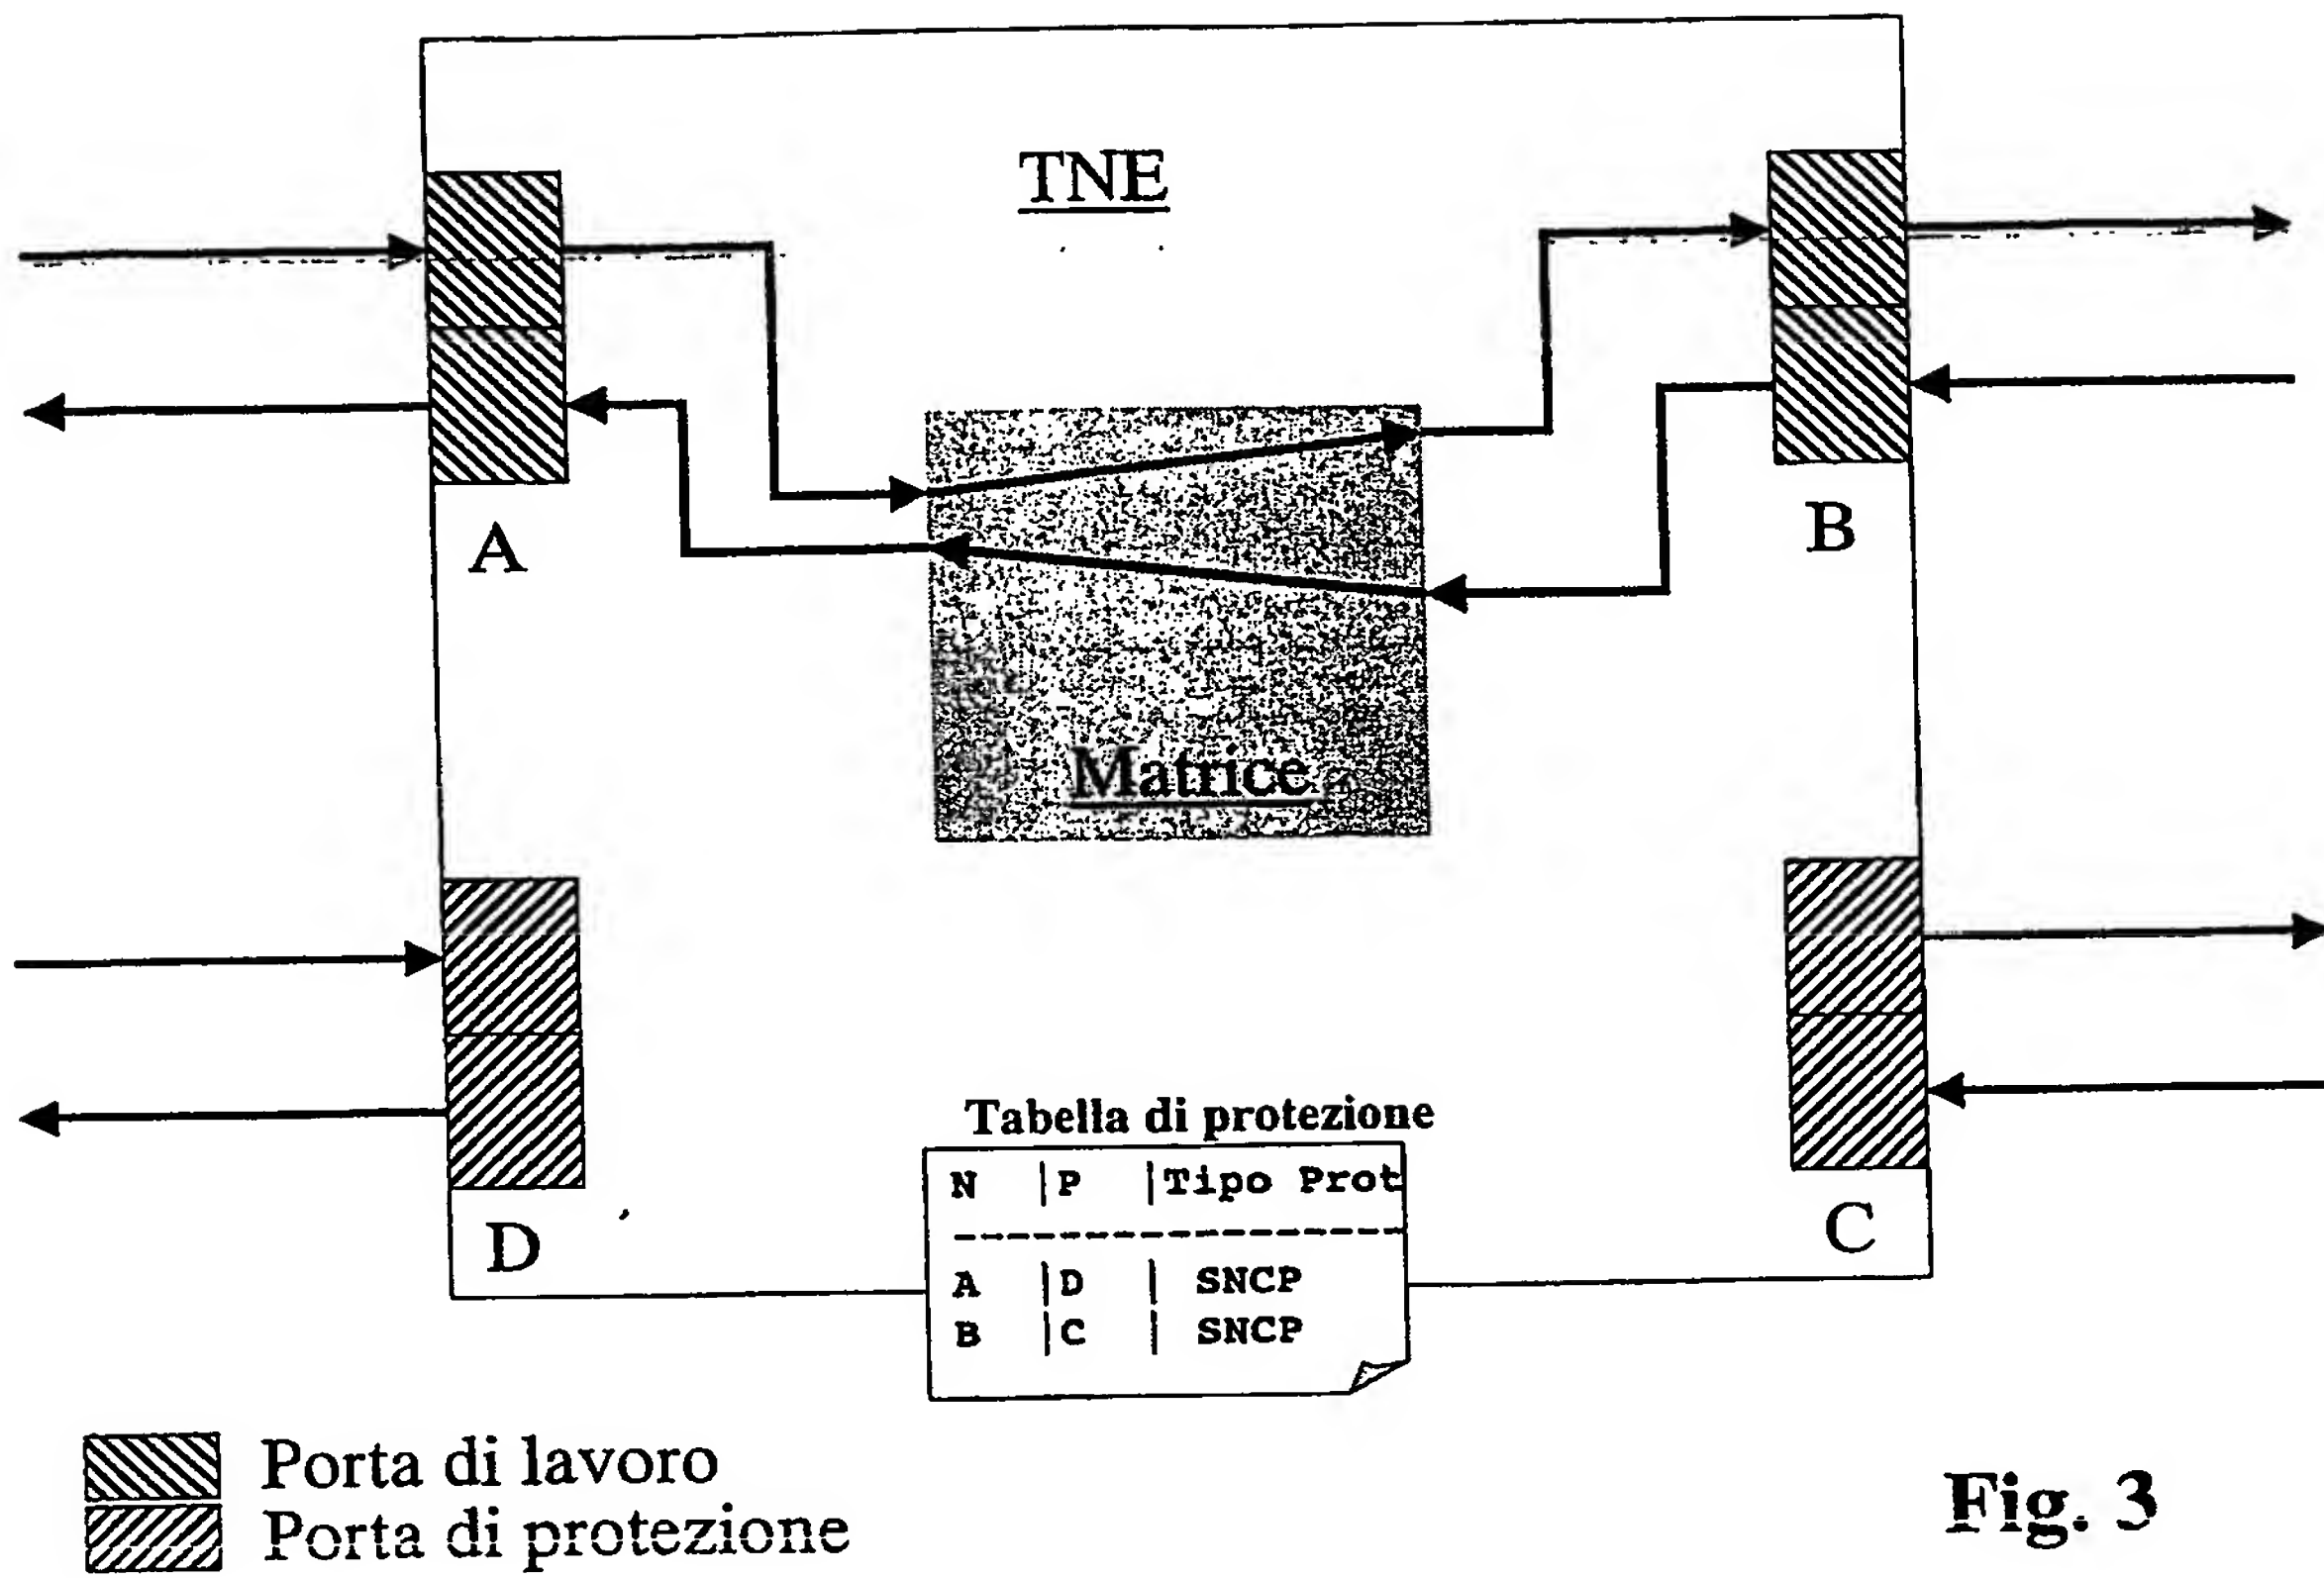 TNE
A
B
Matrice
D
C
Tabella di protezione
N |P |Tipo Prot
A |D | SNCP
B |C | SNCP
Porta di lavoro
Porta di protezione
Fig. 3